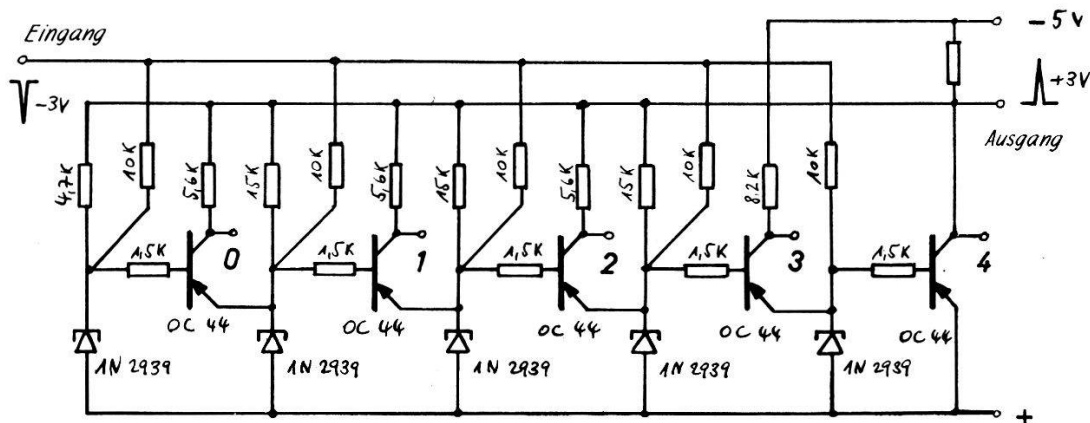 Eingang
-5V
-3V
+3V
Ausgang
4,7K
10K
5,6K
15K
10K
5,6K
15K
10K
5,6K
15K
10K
8.2K
10K
1,5K
0
1,5K
1
1,5K
2
1,5K
3
1,5K
4
OC 44
OC 44
OC 44
OC 44
OC 44
1N 2939
1N 2939
1N 2939
1N 2939
1N 2939
+